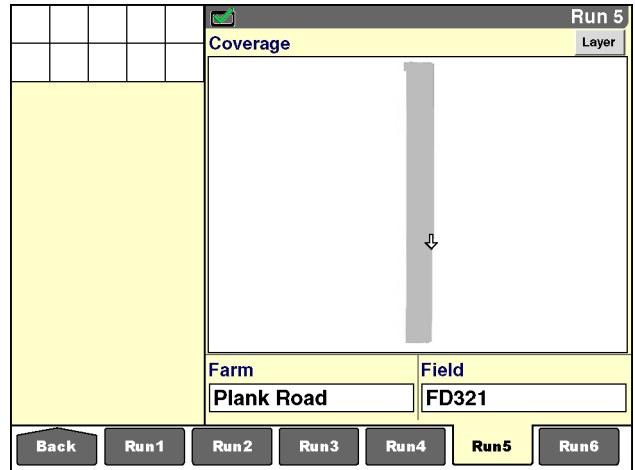 Run 5
Coverage
Layer
Farm
Field
Plank Road
FD321
Back
Run1
Run2
Run3
Run4
Run5
Run6